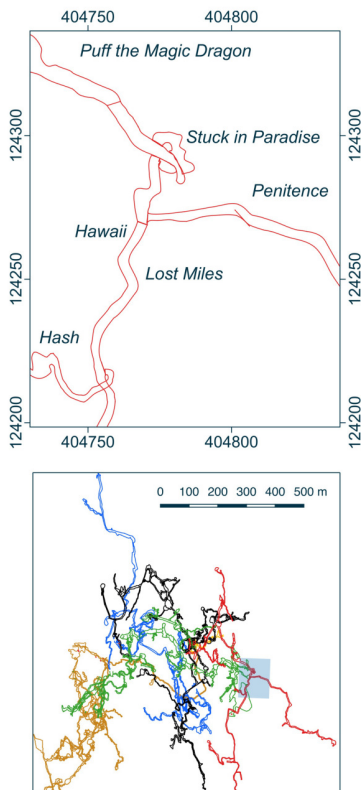 404750 404800
Puff the Magic Dragon
124300 124300
Stuck in Paradise
Penitence
Hawaii
124250 124250
Lost Miles
Hash
124200 124200
404750 404800
0 100 200 300 400 500 m